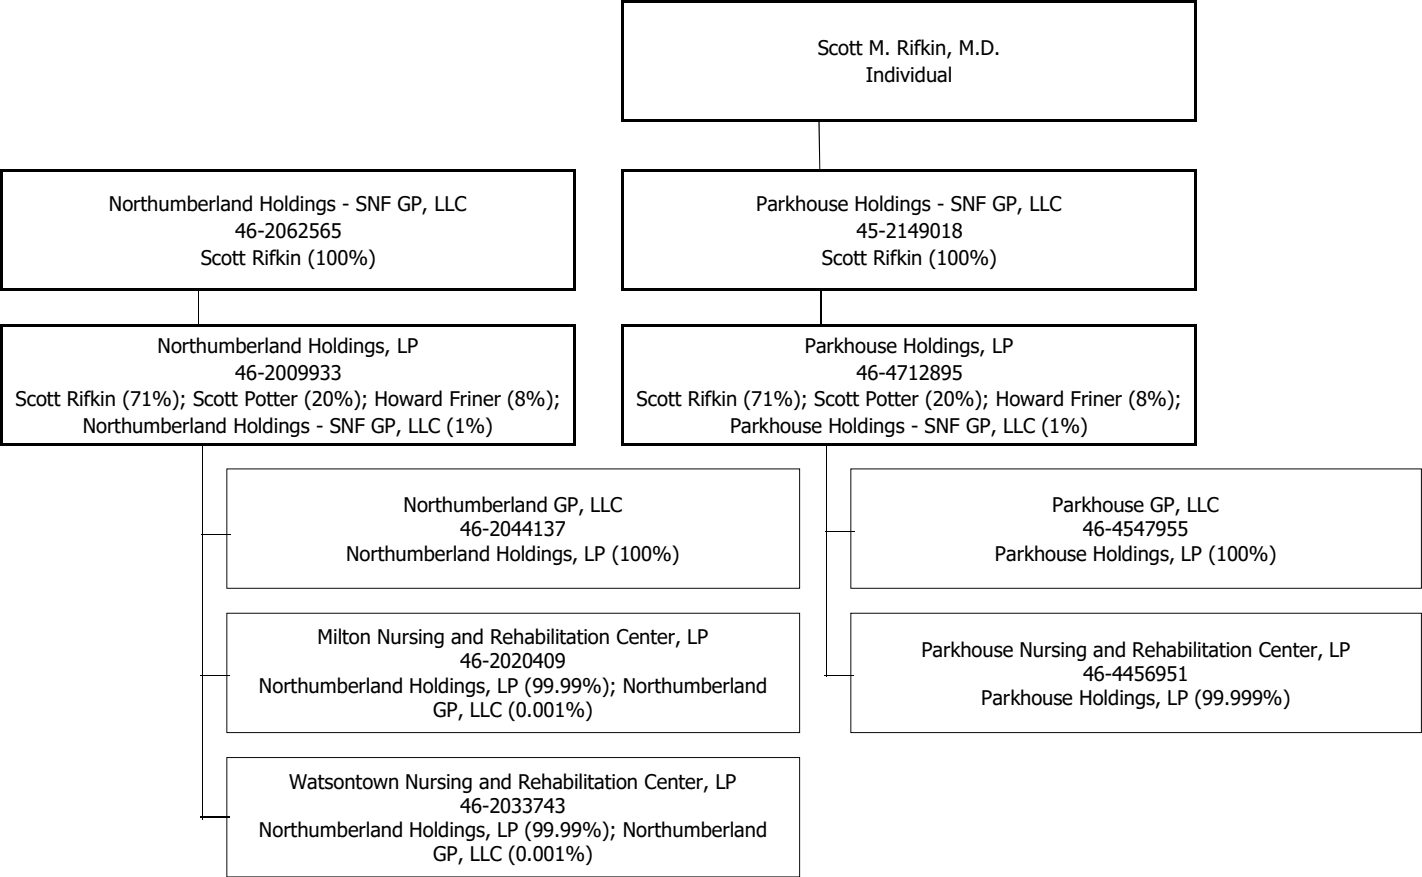 Scott M. Rifkin, M.D.
Individual
Northumberland Holdings - SNF GP, LLC
46-2062565
Scott Rifkin (100%)
Parkhouse Holdings - SNF GP, LLC
45-2149018
Scott Rifkin (100%)
Northumberland Holdings, LP
46-2009933
Scott Rifkin (71%); Scott Potter (20%); Howard Friner (8%);
Northumberland Holdings - SNF GP, LLC (1%)
Parkhouse Holdings, LP
46-4712895
Scott Rifkin (71%); Scott Potter (20%); Howard Friner (8%);
Parkhouse Holdings - SNF GP, LLC (1%)
Northumberland GP, LLC
46-2044137
Northumberland Holdings, LP (100%)
Parkhouse GP, LLC
46-4547955
Parkhouse Holdings, LP (100%)
Milton Nursing and Rehabilitation Center, LP
46-2020409
Northumberland Holdings, LP (99.99%); Northumberland
GP, LLC (0.001%)
Parkhouse Nursing and Rehabilitation Center, LP
46-4456951
Parkhouse Holdings, LP (99.999%)
Watsontown Nursing and Rehabilitation Center, LP
46-2033743
Northumberland Holdings, LP (99.99%); Northumberland
GP, LLC (0.001%)